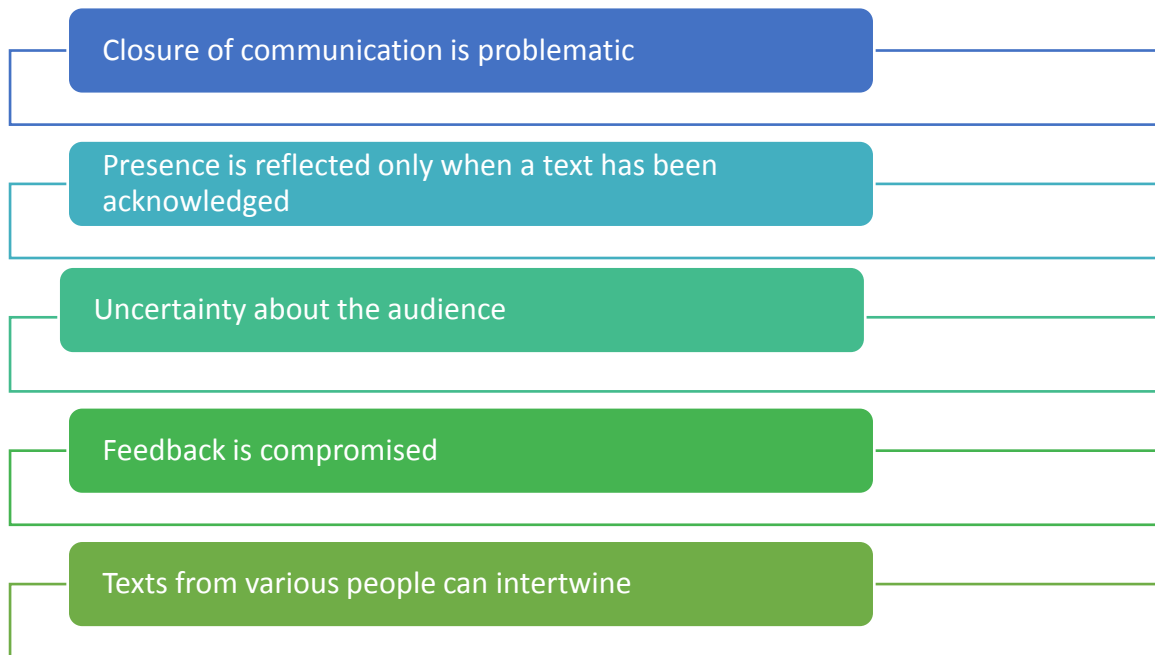 Closure of communication is problematic
Presence is reflected only when a text has been
acknowledged
Uncertainty about the audience
Feedback is compromised
Texts from various people can intertwine